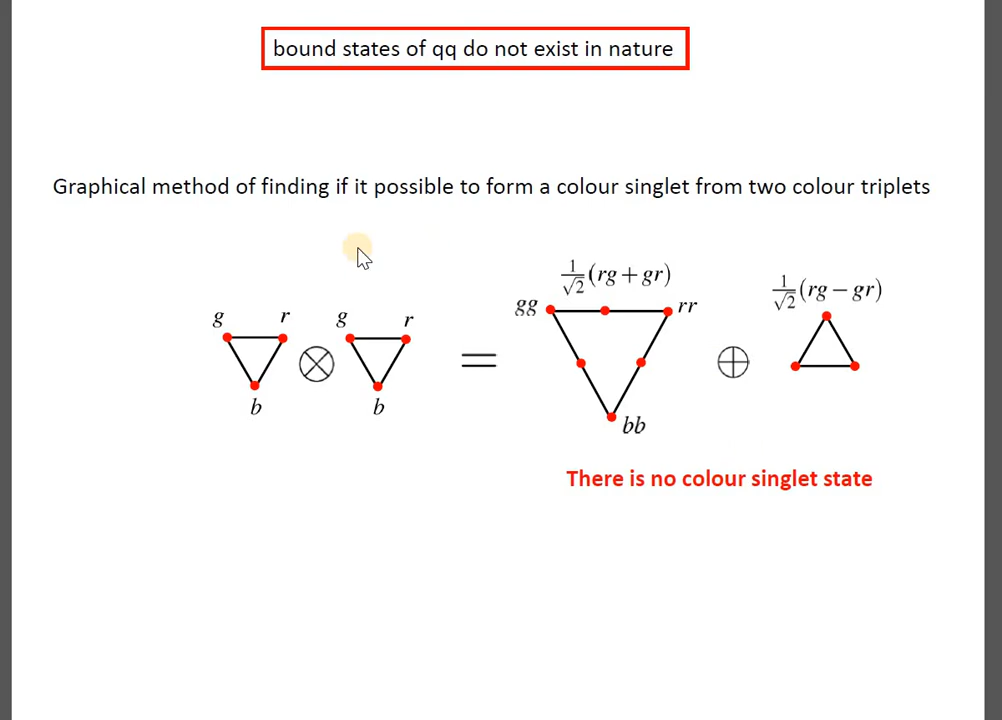 bound states of qq do not exist in nature
Graphical method of finding if it possible to form a colour singlet from two colour triplets
g r g r
b b
gg 1/√2 (rg + gr) rr
bb
1/√2 (rg − gr)
There is no colour singlet state